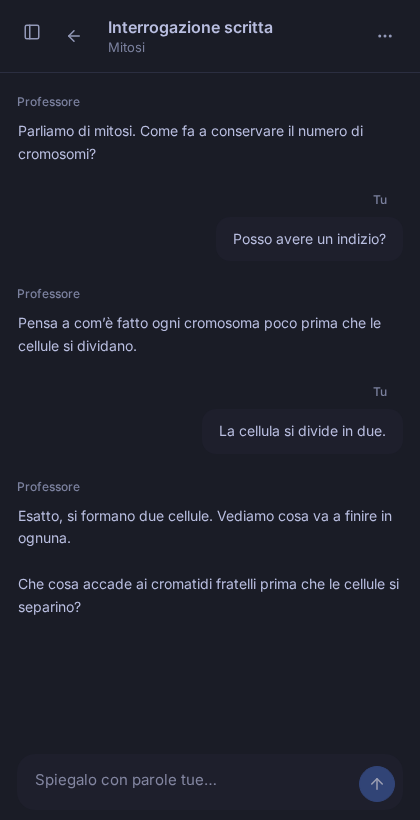 Interrogazione scritta
Mitosi
Professore
Parliamo di mitosi. Come fa a conservare il numero di
cromosomi?
Tu
Posso avere un indizio?
Professore
Pensa a com’è fatto ogni cromosoma poco prima che le
cellule si dividano.
Tu
La cellula si divide in due.
Professore
Esatto, si formano due cellule. Vediamo cosa va a finire in
ognuna.
Che cosa accade ai cromatidi fratelli prima che le cellule si
separino?
Spiegalo con parole tue...